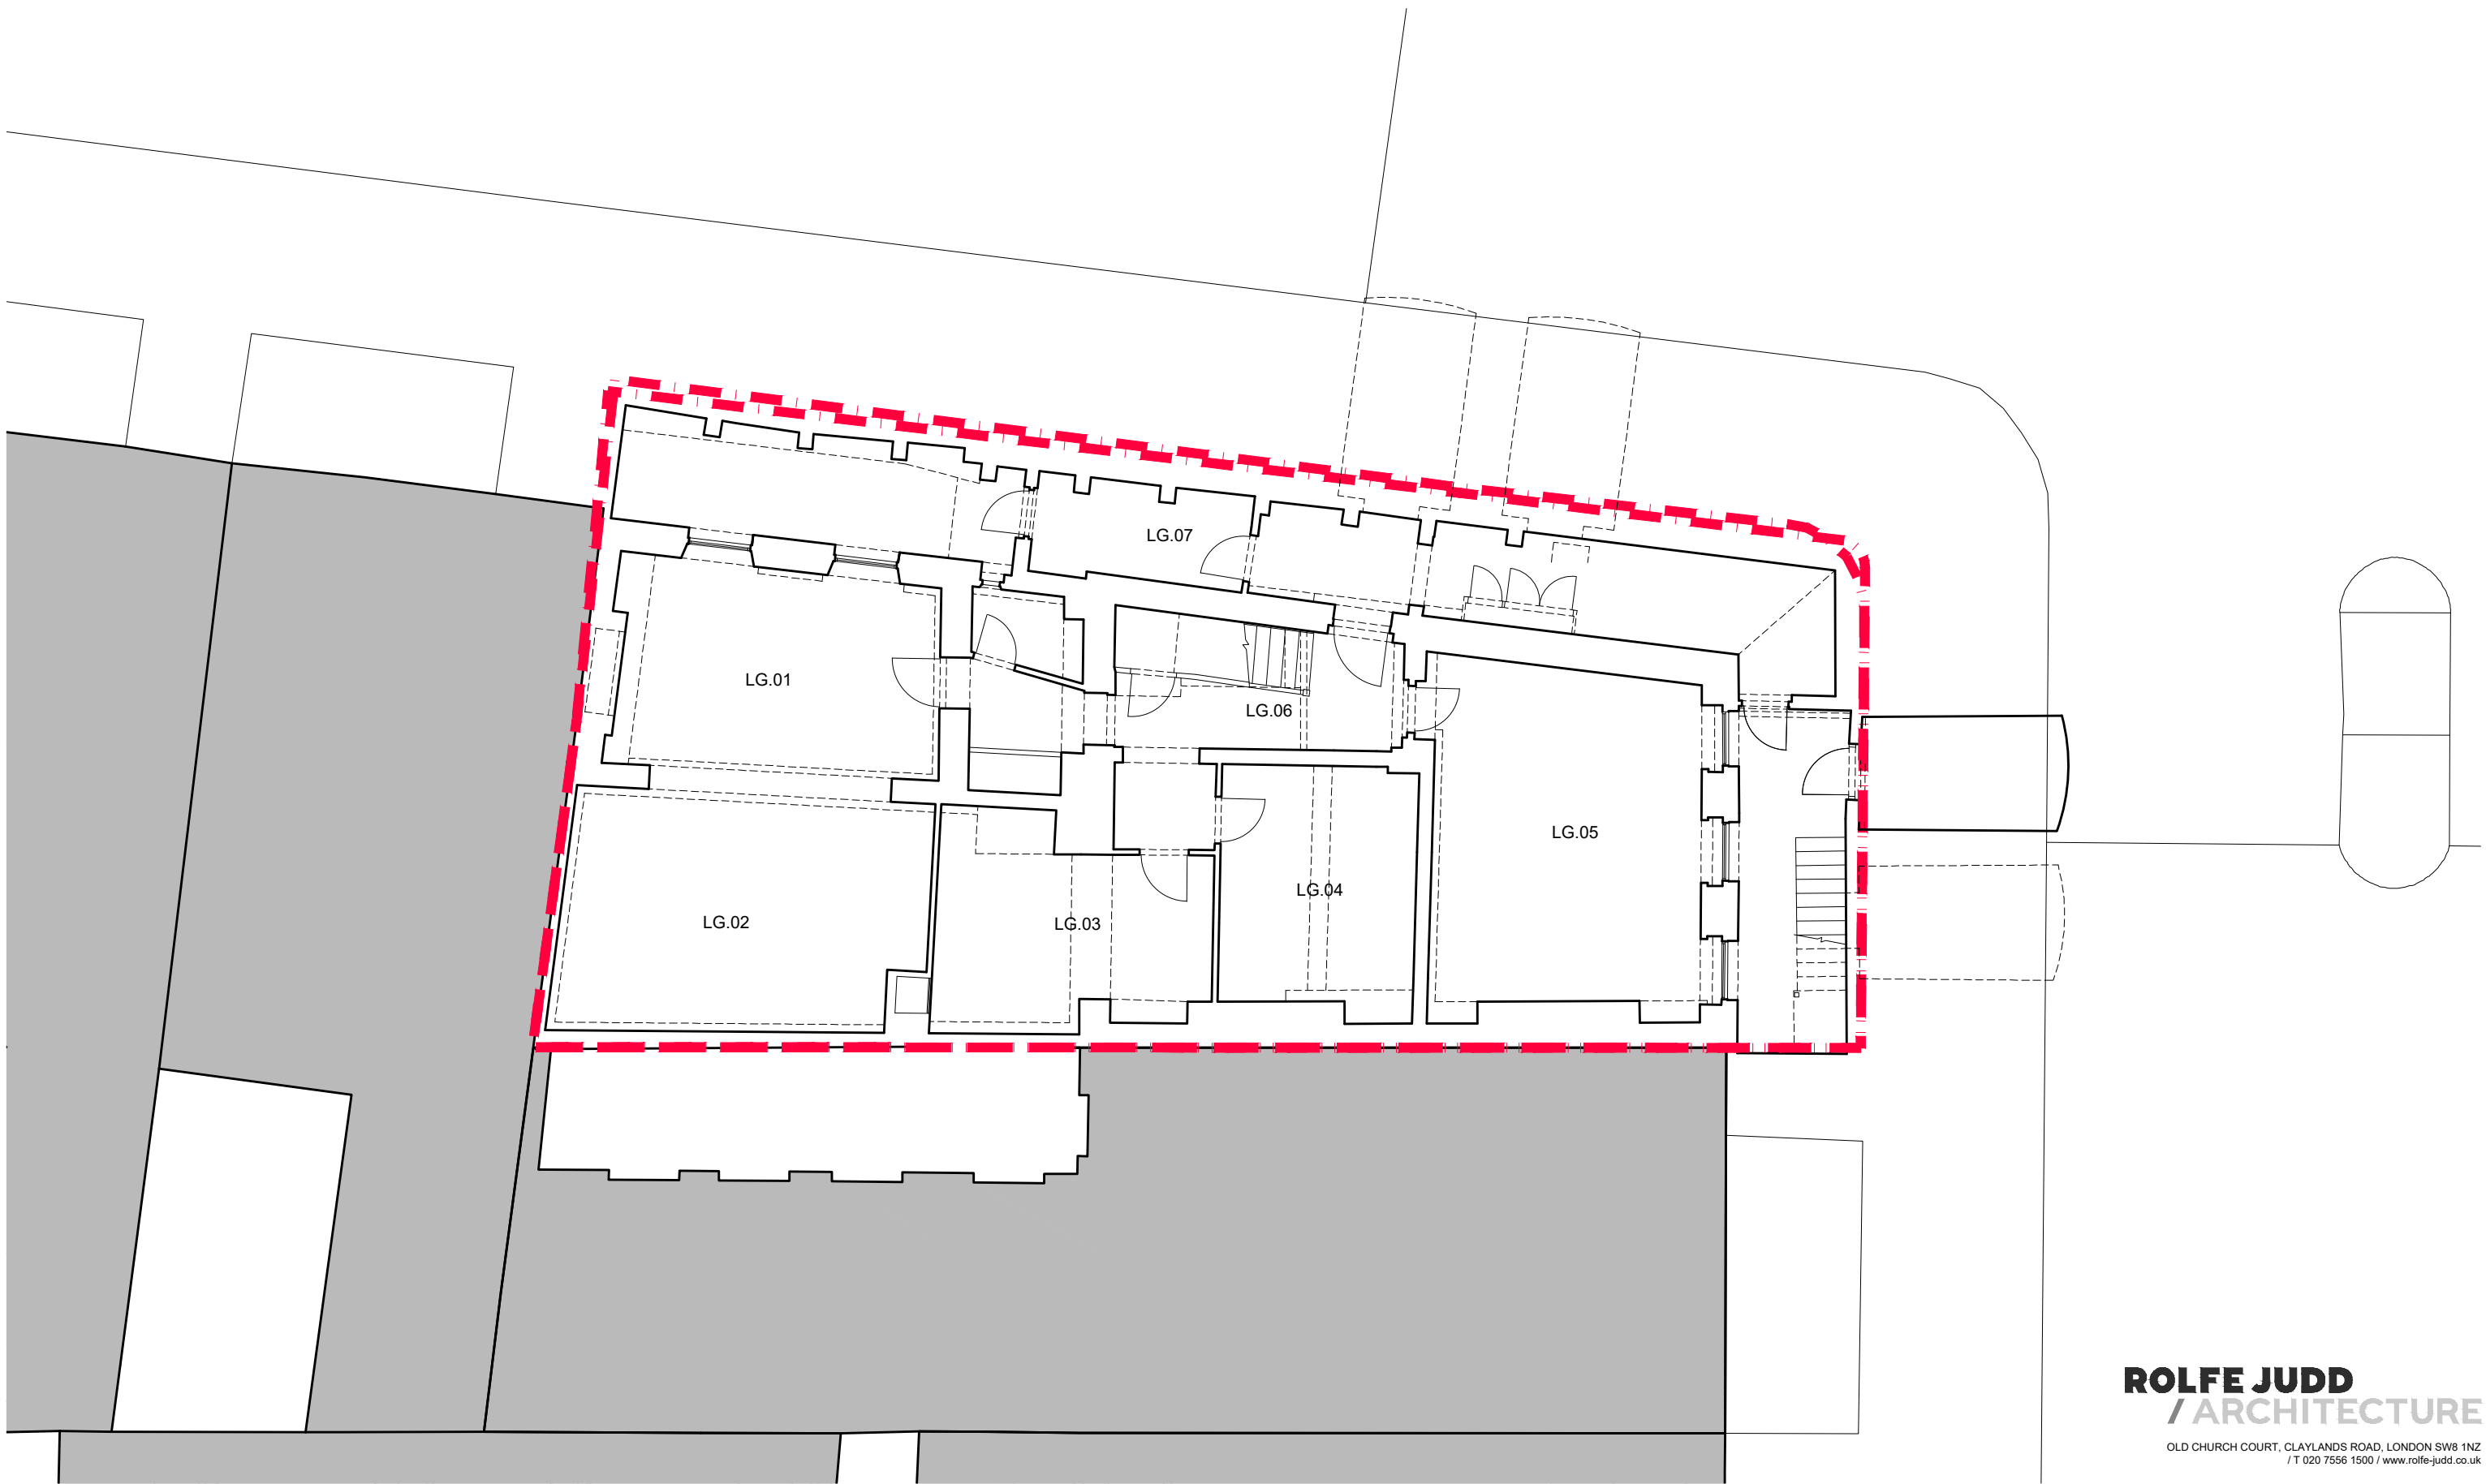 LG.07
LG.01
LG.06
LG.05
LG.04
LG.02
LG.03
ROLFE JUDD
/ ARCHITECTURE
OLD CHURCH COURT, CLAYLANDS ROAD, LONDON SW8 1NZ
/ T 020 7556 1500 / www.rolfe-judd.co.uk